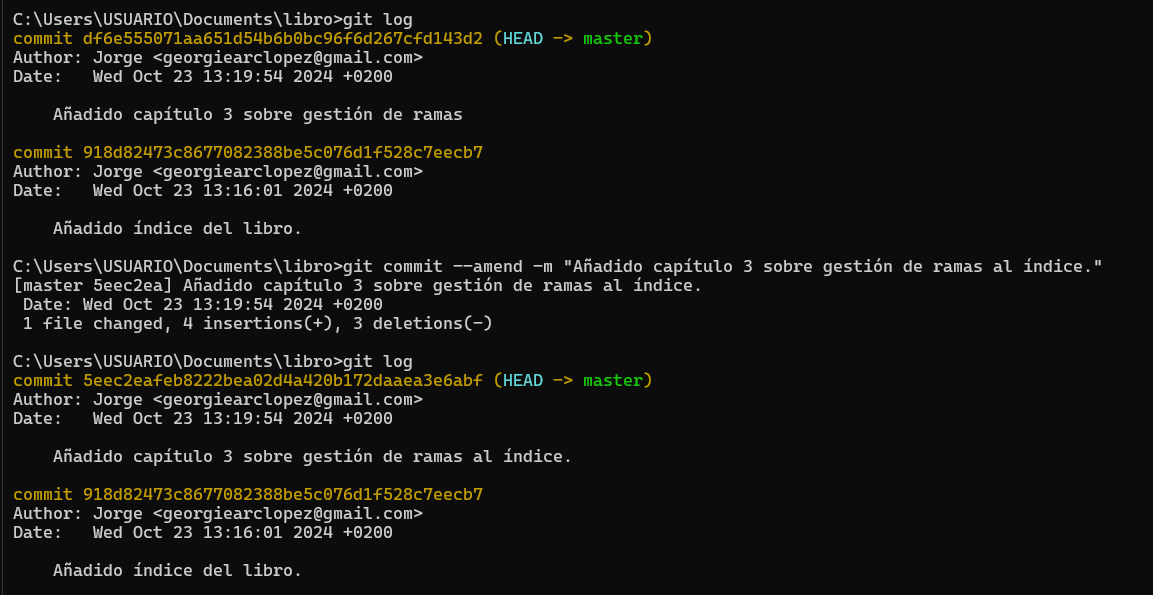 C:\Users\USUARIO\Documents\libro>git log
commit df6e555071aa651d54b6b0bc96f6d267cfd143d2 (HEAD -> master)
Author: Jorge <georgiearclopez@gmail.com>
Date:   Wed Oct 23 13:19:54 2024 +0200
    Añadido capítulo 3 sobre gestión de ramas
commit 918d82473c8677082388be5c076d1f528c7eecb7
Author: Jorge <georgiearclopez@gmail.com>
Date:   Wed Oct 23 13:16:01 2024 +0200
    Añadido índice del libro.
C:\Users\USUARIO\Documents\libro>git commit --amend -m "Añadido capítulo 3 sobre gestión de ramas al índice."
[master 5eec2ea] Añadido capítulo 3 sobre gestión de ramas al índice.
 Date: Wed Oct 23 13:19:54 2024 +0200
 1 file changed, 4 insertions(+), 3 deletions(-)
C:\Users\USUARIO\Documents\libro>git log
commit 5eec2eafeb8222bea02d4a420b172daaea3e6abf (HEAD -> master)
Author: Jorge <georgiearclopez@gmail.com>
Date:   Wed Oct 23 13:19:54 2024 +0200
    Añadido capítulo 3 sobre gestión de ramas al índice.
commit 918d82473c8677082388be5c076d1f528c7eecb7
Author: Jorge <georgiearclopez@gmail.com>
Date:   Wed Oct 23 13:16:01 2024 +0200
    Añadido índice del libro.